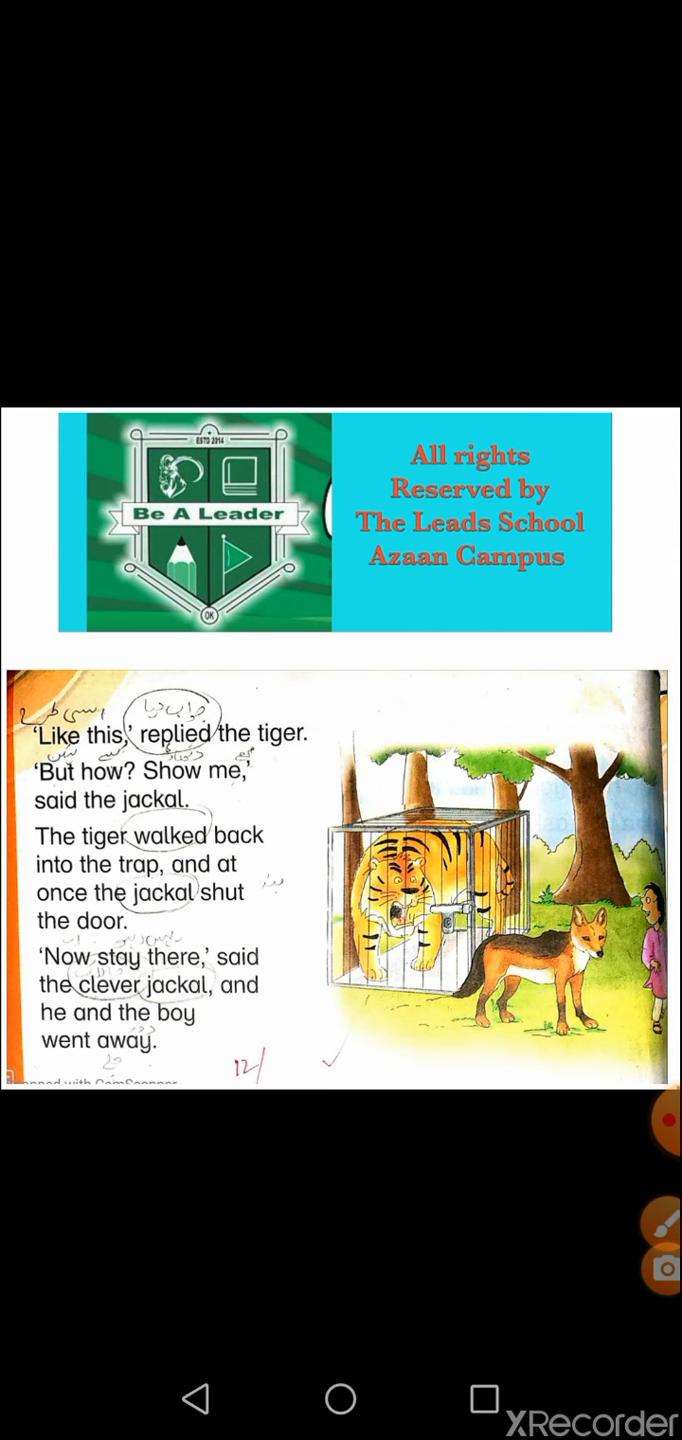 ESTD 2014
Be A Leader
OK
All rights
Reserved by
The Leads School
Azaan Campus
اسی طرح جواب دیا
‘Like this,’ replied the tiger.
‘But how? Show me,’
said the jackal.
The tiger walked back
into the trap, and at
once the jackal shut
the door.
‘Now stay there,’ said
the clever jackal, and
he and the boy
went away.
12/
XRecorder